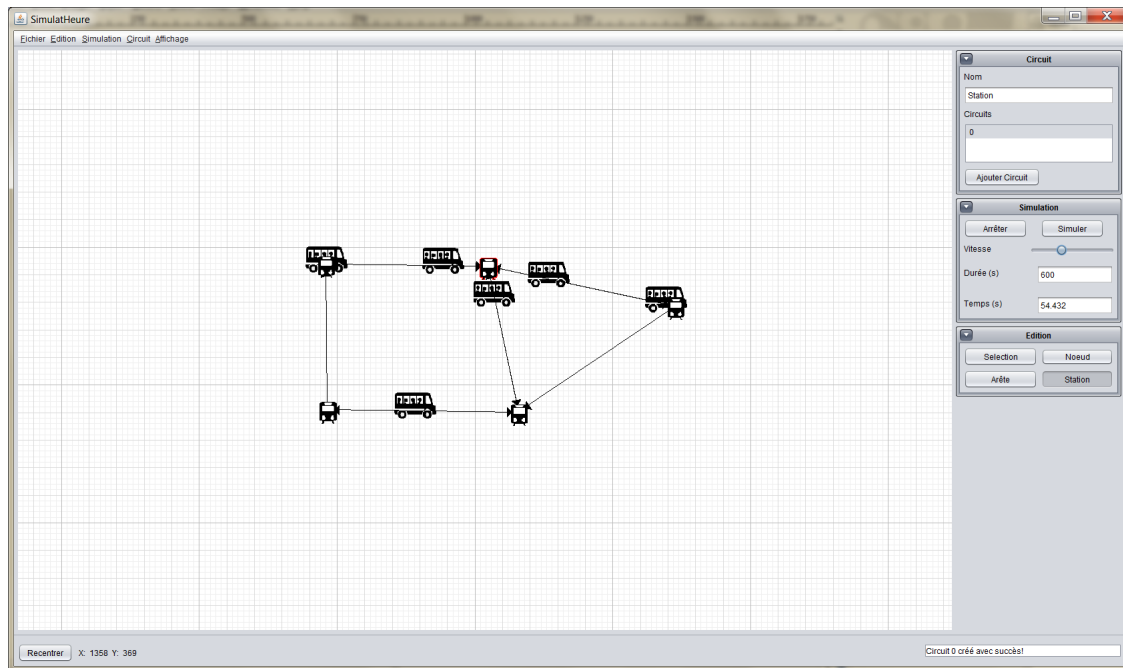 SimulatHeure
Fichier Edition Simulation Circuit Affichage
Circuit
Nom
Station
Circuits
0
Ajouter Circuit
Simulation
Arrêter Simuler
Vitesse
Durée (s) 600
Temps (s) 54.432
Edition
Selection Noeud
Arête Station
Recentrer X: 1358 Y: 369
Circuit 0 créé avec succès!